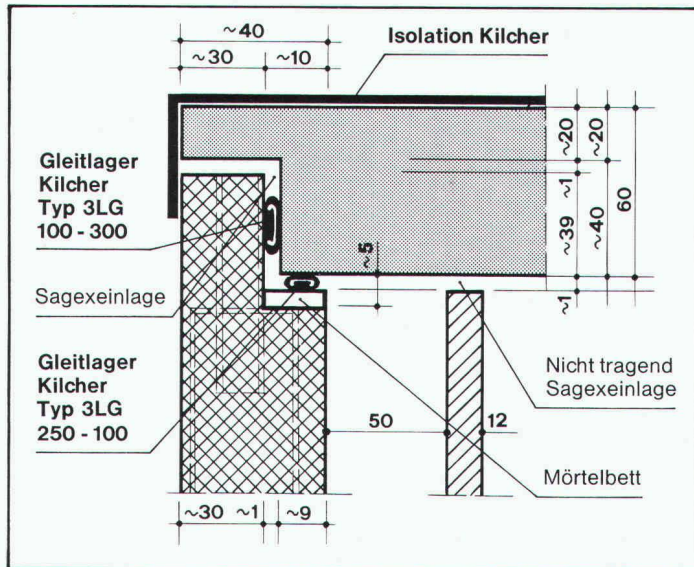 ~40
~30 ~10
Isolation Kilcher
Gleitlager
Kilcher
Typ 3LG
100 - 300
Sagexeinlage
Gleitlager
Kilcher
Typ 3LG
250 - 100
~20
~20
~1
~39
~40
60
~1
~5
Nicht tragend
Sagexeinlage
50
12
Mörtelbett
~30 ~1 ~9